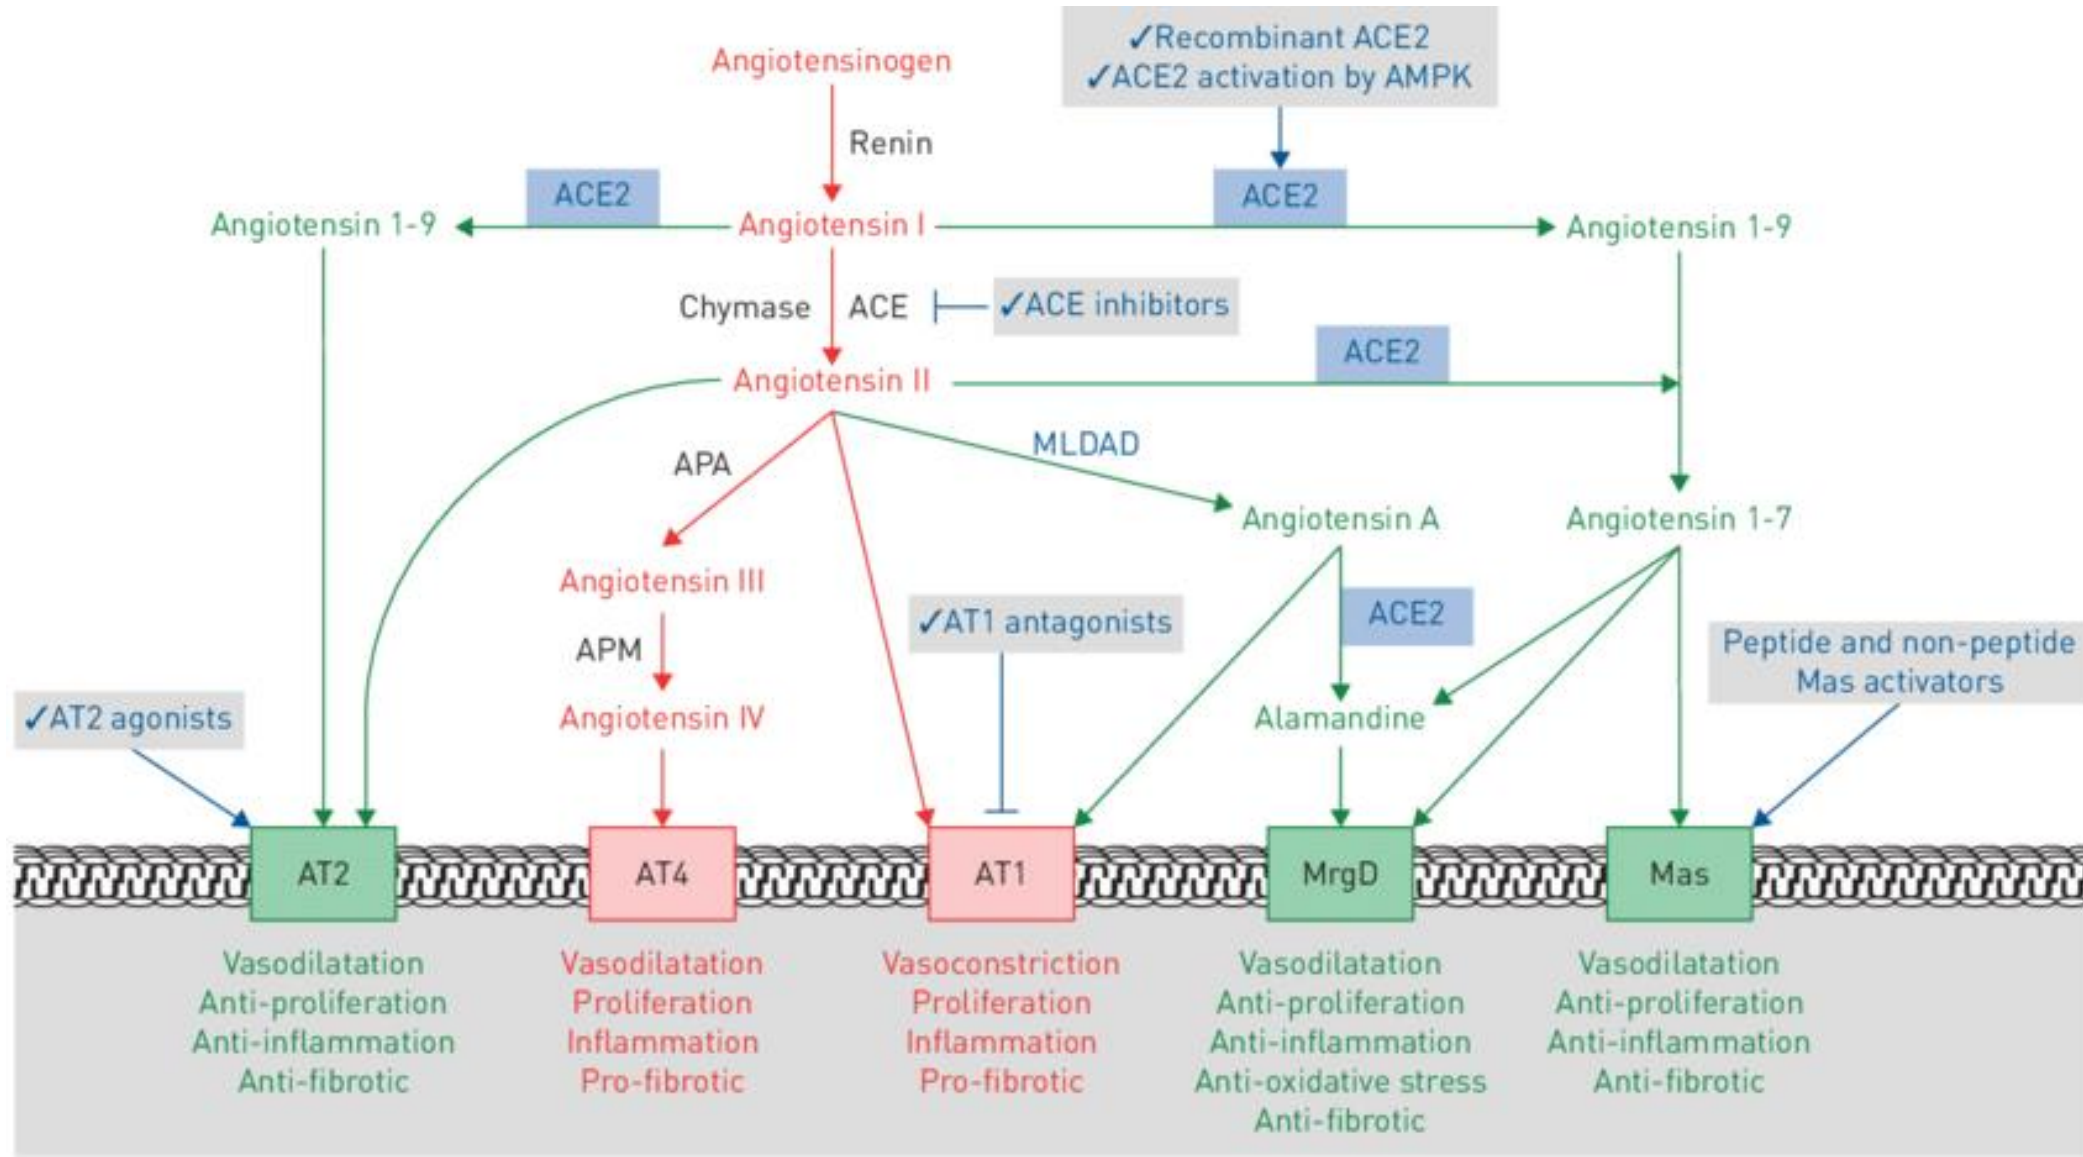 ✓Recombinant ACE2
✓ACE2 activation by AMPK
Angiotensinogen
Renin
ACE2
ACE2
Angiotensin 1-9
Angiotensin I
Angiotensin 1-9
Chymase
ACE
✓ACE inhibitors
ACE2
Angiotensin II
MLDAD
APA
Angiotensin A
Angiotensin 1-7
Angiotensin III
✓AT1 antagonists
ACE2
APM
Peptide and non-peptide
Mas activators
✓AT2 agonists
Angiotensin IV
Alamandine
AT2
AT4
AT1
MrgD
Mas
Vasodilatation
Anti-proliferation
Anti-inflammation
Anti-fibrotic
Vasodilatation
Proliferation
Inflammation
Pro-fibrotic
Vasoconstriction
Proliferation
Inflammation
Pro-fibrotic
Vasodilatation
Anti-proliferation
Anti-inflammation
Anti-oxidative stress
Anti-fibrotic
Vasodilatation
Anti-proliferation
Anti-inflammation
Anti-fibrotic